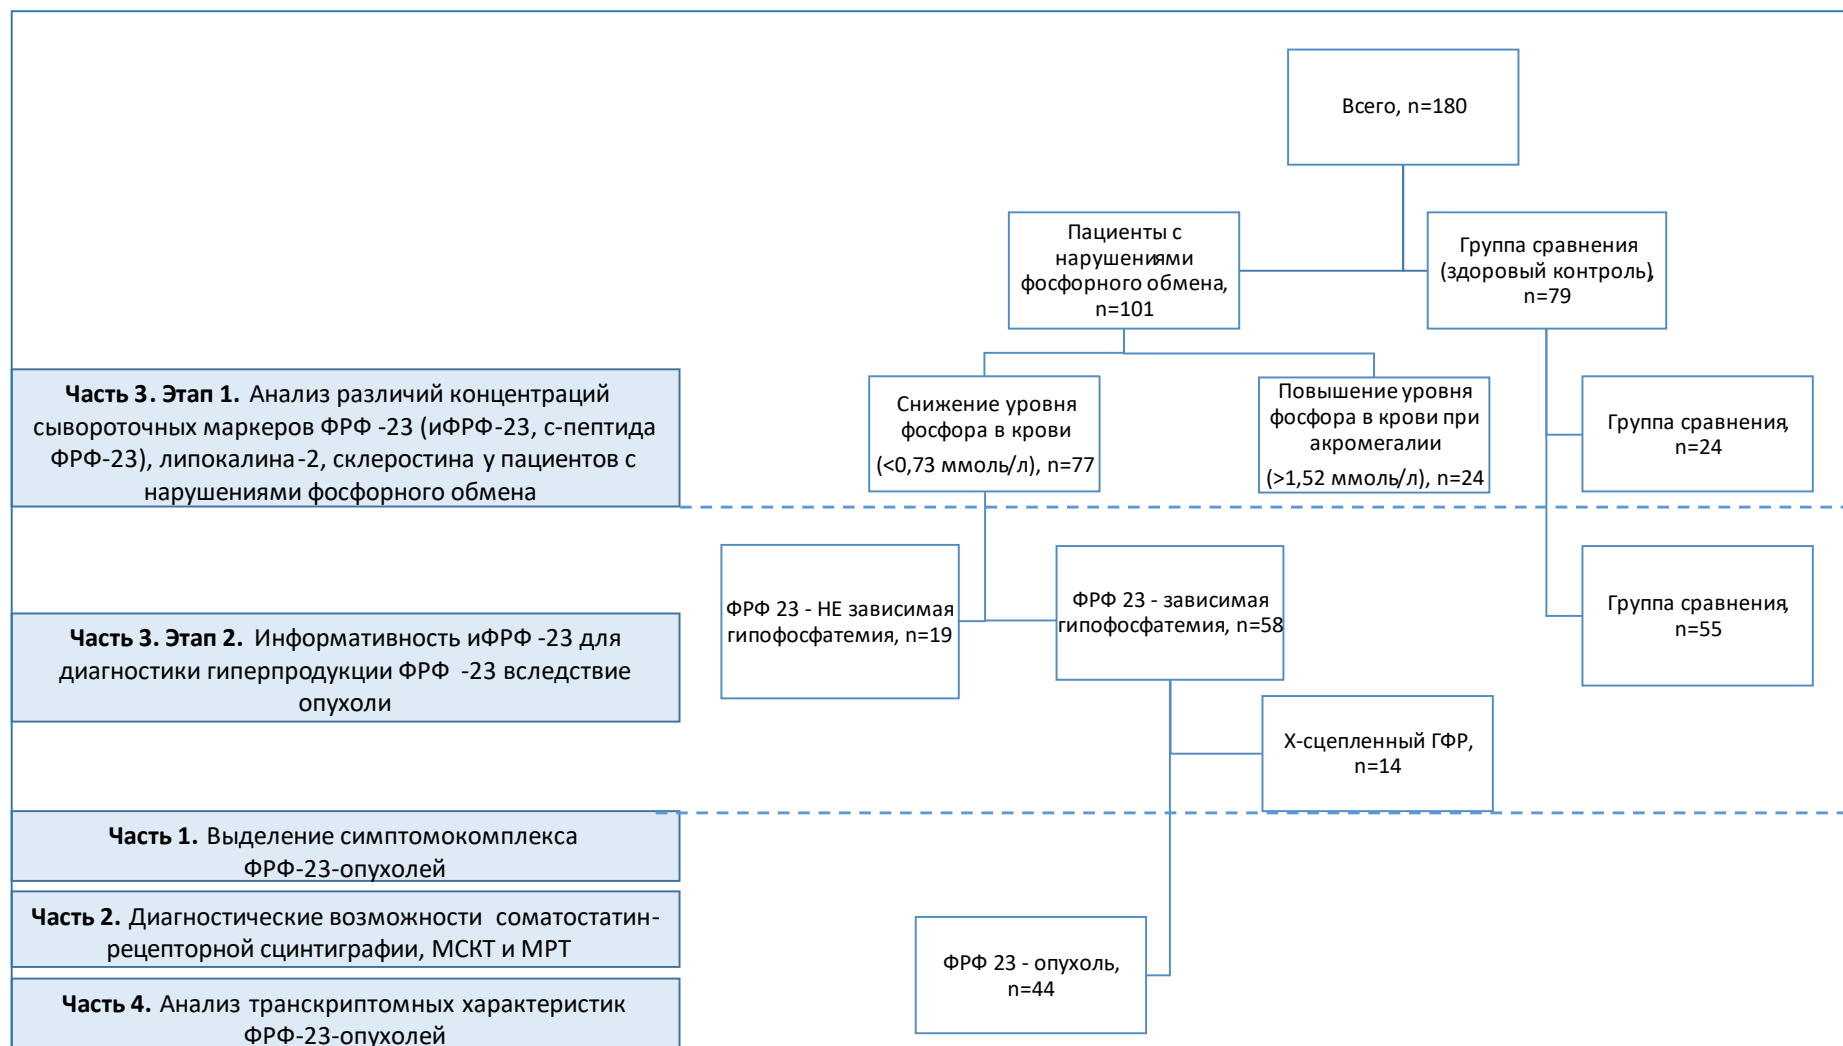 Всего, n=180
Пациенты с
нарушениями
фосфорного обмена,
n=101
Группа сравнения
(здоровый контроль),
n=79
Часть 3. Этап 1. Анализ различий концентраций
сывороточных маркеров ФРФ -23 (иФРФ-23, с-пептида
ФРФ-23), липокалина-2, склеростина у пациентов с
нарушениями фосфорного обмена
Снижение уровня
фосфора в крови
(<0,73 ммоль/л), n=77
Повышение уровня
фосфора в крови при
акромегалии
(>1,52 ммоль/л), n=24
Группа сравнения,
n=24
Часть 3. Этап 2. Информативность иФРФ -23 для
диагностики гиперпродукции ФРФ -23 вследствие
опухоли
ФРФ 23 - НЕ зависимая
гипофосфатемия, n=19
ФРФ 23 - зависимая
гипофосфатемия, n=58
Группа сравнения,
n=55
Х-сцепленный ГФР,
n=14
Часть 1. Выделение симптомокомплекса
ФРФ-23-опухолей
Часть 2. Диагностические возможности соматостатин-
рецепторной сцинтиграфии, МСКТ и МРТ
Часть 4. Анализ транскриптомных характеристик
ФРФ-23-опухолей
ФРФ 23 - опухоль,
n=44